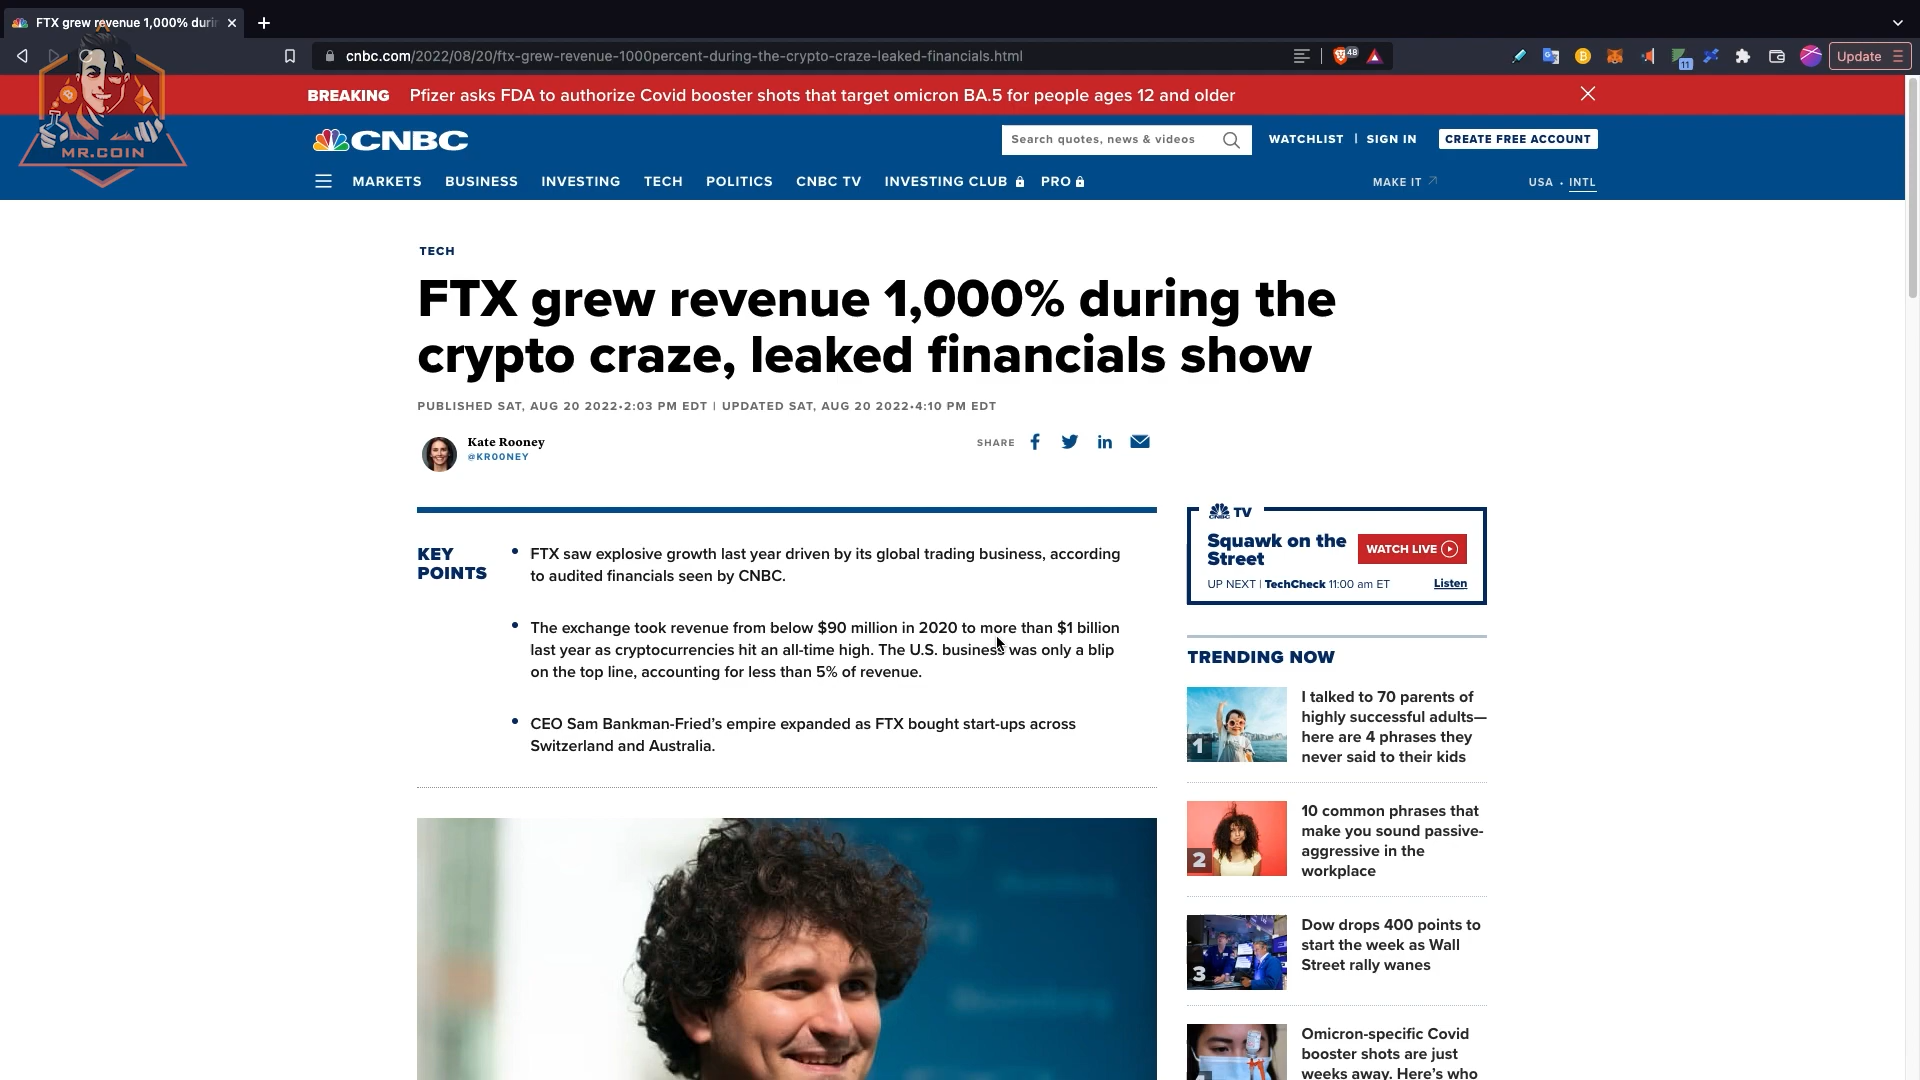 FTX grew revenue 1,000% durin
cnbc.com/2022/08/20/ftx-grew-revenue-1000percent-during-the-crypto-craze-leaked-financials.html
48
11
Update
MR.COIN
BREAKING Pfizer asks FDA to authorize Covid booster shots that target omicron BA.5 for people ages 12 and older
CNBC
Search quotes, news & videos
WATCHLIST | SIGN IN
CREATE FREE ACCOUNT
MARKETS BUSINESS INVESTING TECH POLITICS CNBC TV INVESTING CLUB PRO
MAKE IT
USA • INTL
TECH
FTX grew revenue 1,000% during the
crypto craze, leaked financials show
PUBLISHED SAT, AUG 20 2022•2:03 PM EDT | UPDATED SAT, AUG 20 2022•4:10 PM EDT
Kate Rooney
@KR00NEY
SHARE
KEY
POINTS
• FTX saw explosive growth last year driven by its global trading business, according
to audited financials seen by CNBC.
• The exchange took revenue from below $90 million in 2020 to more than $1 billion
last year as cryptocurrencies hit an all-time high. The U.S. business was only a blip
on the top line, accounting for less than 5% of revenue.
• CEO Sam Bankman-Fried's empire expanded as FTX bought start-ups across
Switzerland and Australia.
CNBC TV
Squawk on the
Street
WATCH LIVE
UP NEXT | TechCheck 11:00 am ET
Listen
TRENDING NOW
1
I talked to 70 parents of
highly successful adults—
here are 4 phrases they
never said to their kids
2
10 common phrases that
make you sound passive-
aggressive in the
workplace
3
Dow drops 400 points to
start the week as Wall
Street rally wanes
Omicron-specific Covid
booster shots are just
weeks away. Here's who